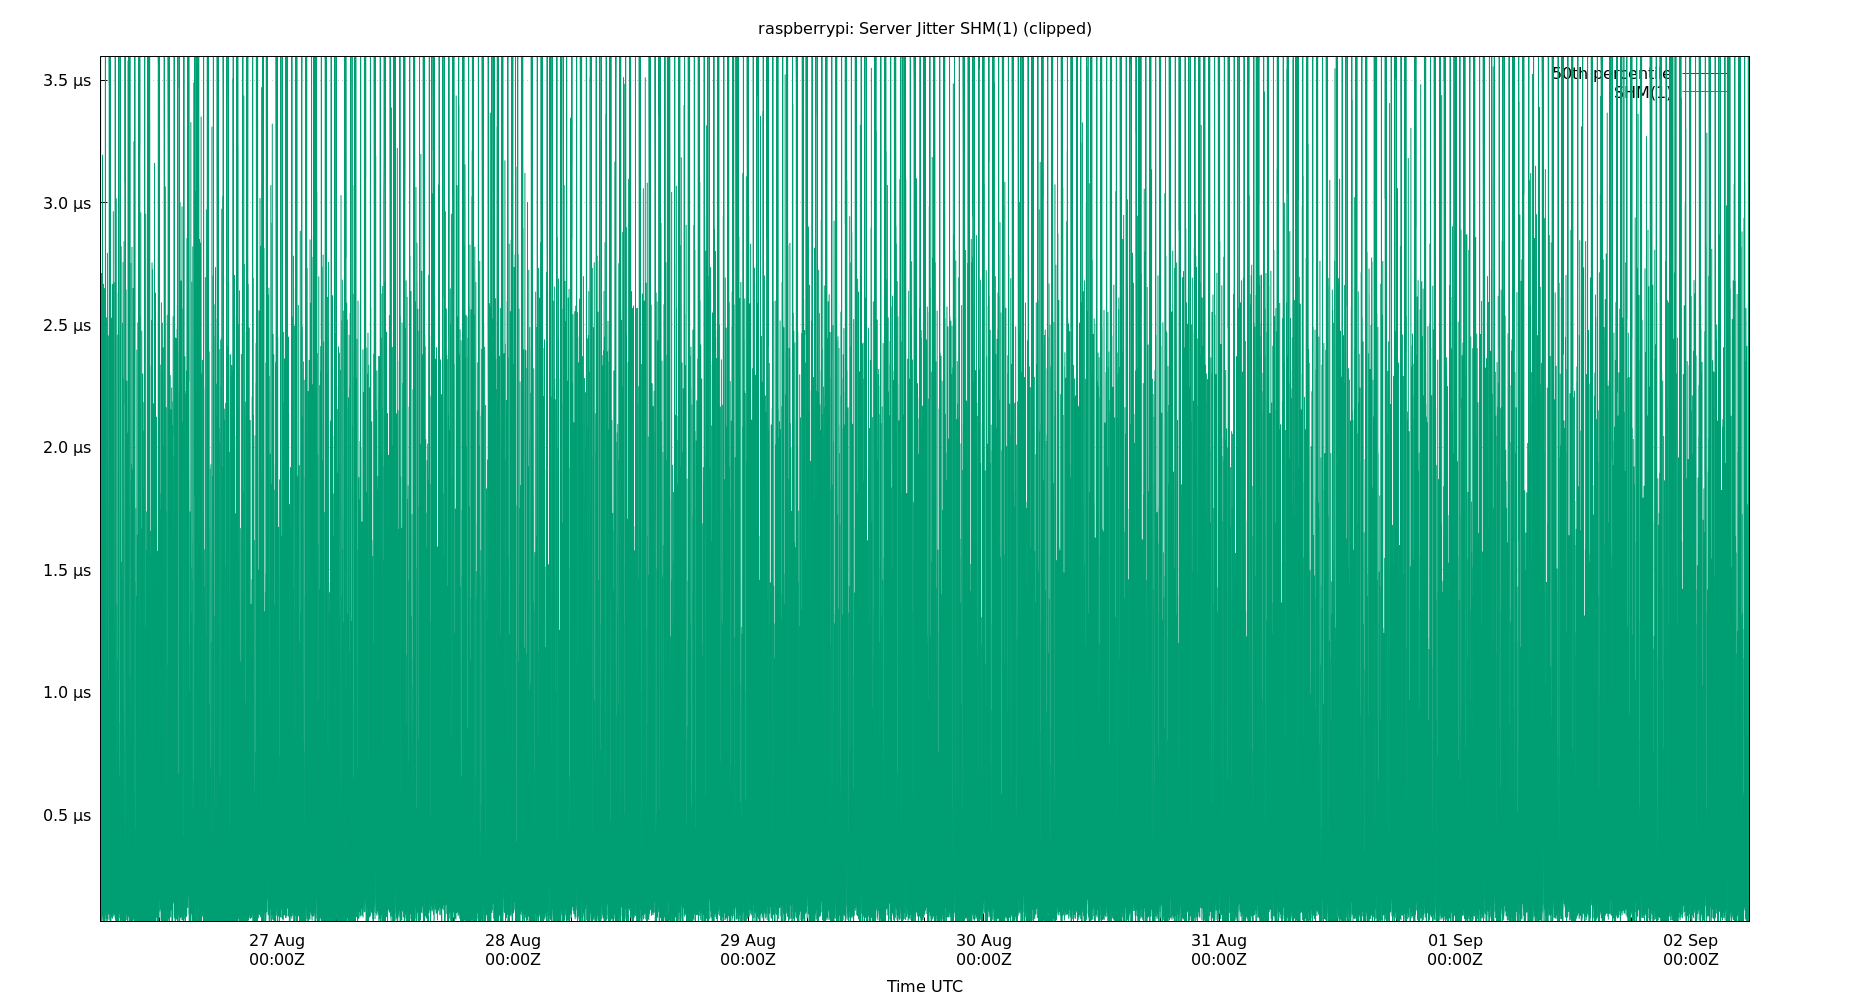 raspberrypi: Server Jitter SHM(1) (clipped)
50th percentile
SHM(1)
3.5 μs
3.0 μs
2.5 μs
2.0 μs
1.5 μs
1.0 μs
0.5 μs
27 Aug 28 Aug 29 Aug 30 Aug 31 Aug 01 Sep 02 Sep
00:00Z 00:00Z 00:00Z 00:00Z 00:00Z 00:00Z 00:00Z
Time UTC